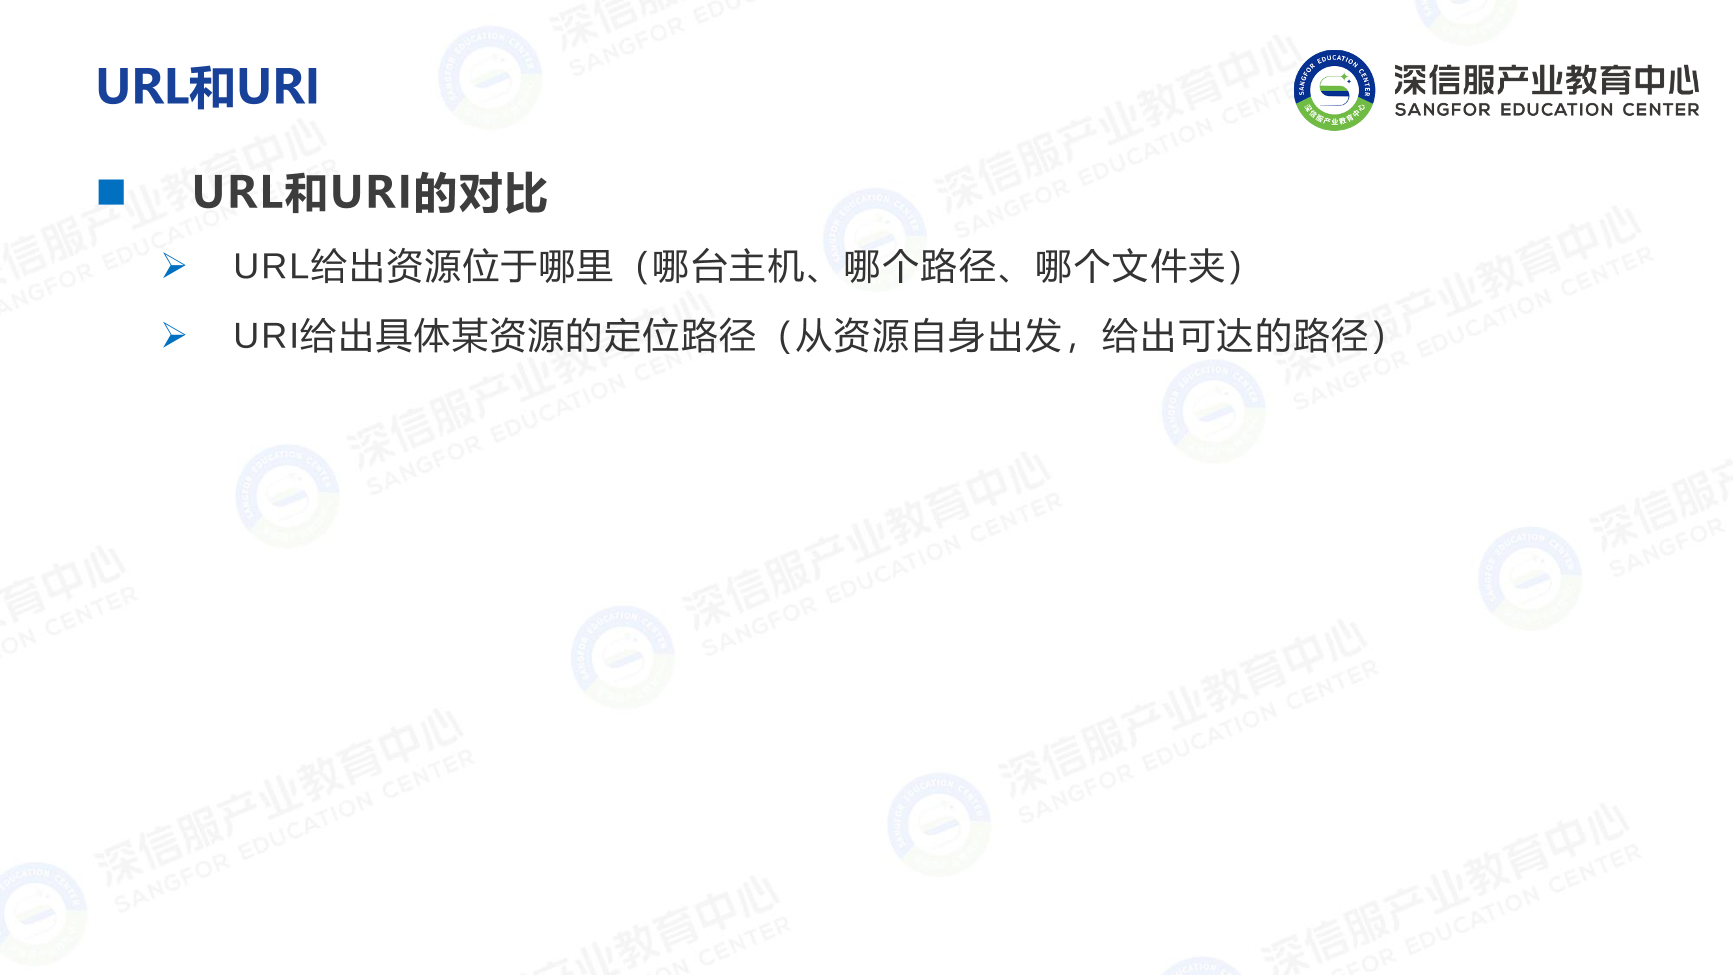 URL和URI
深信服产业教育中心
SANGFOR EDUCATION CENTER
URL和URI的对比
URL给出资源位于哪里（哪台主机、哪个路径、哪个文件夹）
URI给出具体某资源的定位路径（从资源自身出发，给出可达的路径）